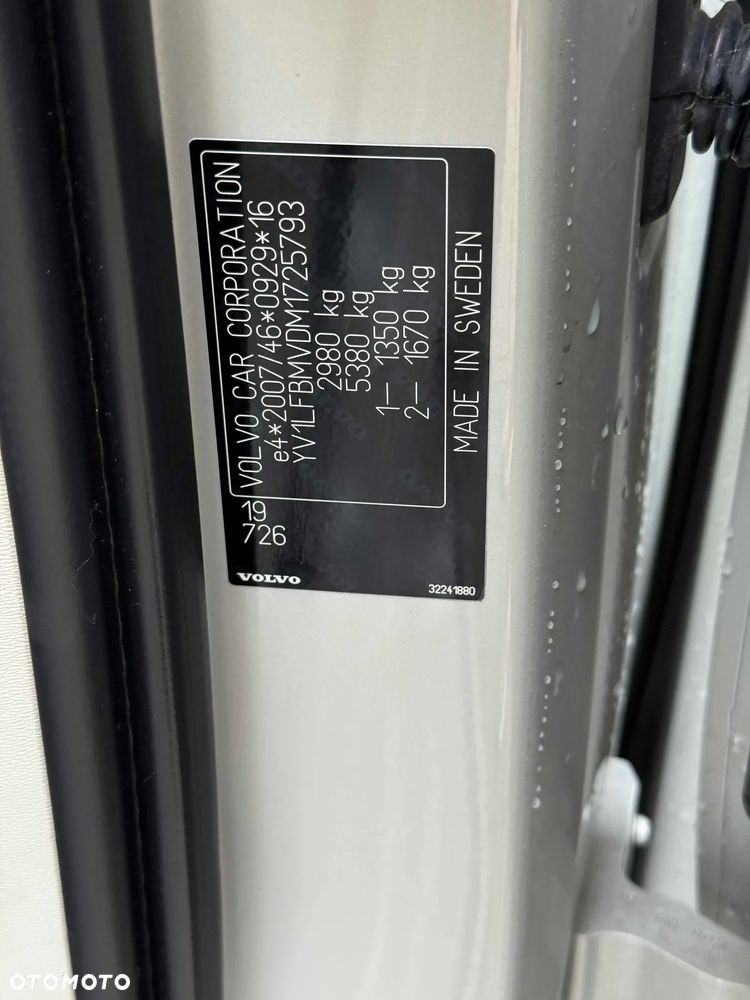 VOLVO CAR CORPORATION
e4*2007/46*0929*16
YV1LFBMVDM1725793
2980 kg
5380 kg
1– 1350 kg
2– 1670 kg
MADE IN SWEDEN
19
726
VOLVO
32241880
OTOMOTO